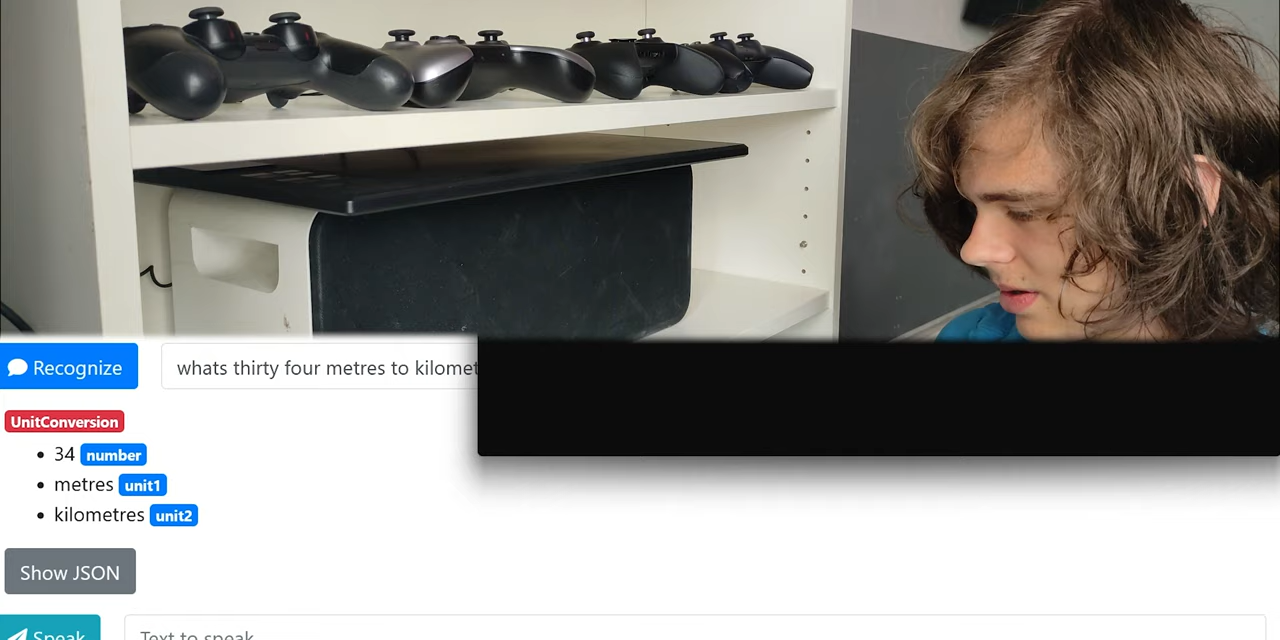 Recognize
whats thirty four metres to
UnitConversion
34 number
metres unit1
kilometres unit2
Show JSON
Speak
Text to speak